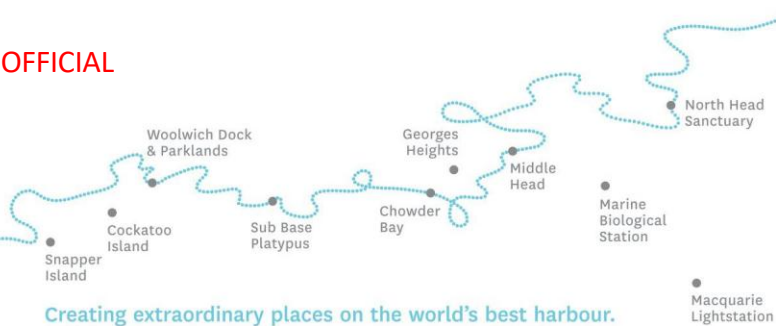 OFFICIAL
North Head
Sanctuary
Woolwich Dock
& Parklands
Georges
Heights
Middle
Head
Marine
Biological
Station
Chowder
Bay
Sub Base
Platypus
Cockatoo
Island
Snapper
Island
Macquarie
Lightstation
Creating extraordinary places on the world's best harbour.